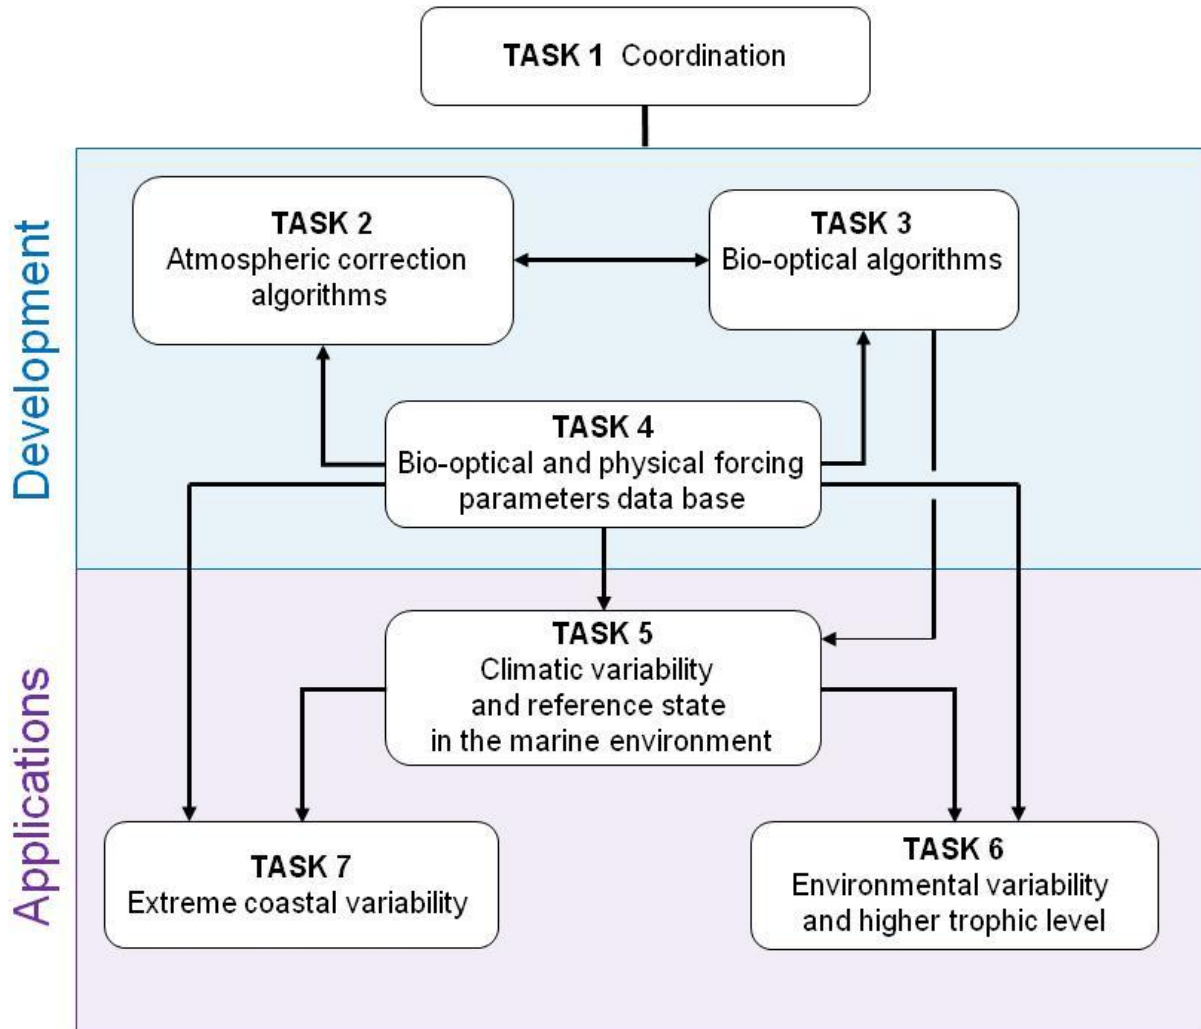 TASK 1 Coordination
Development
TASK 2
Atmospheric correction
algorithms
TASK 3
Bio-optical algorithms
TASK 4
Bio-optical and physical forcing
parameters data base
Applications
TASK 5
Climatic variability
and reference state
in the marine environment
TASK 7
Extreme coastal variability
TASK 6
Environmental variability
and higher trophic level